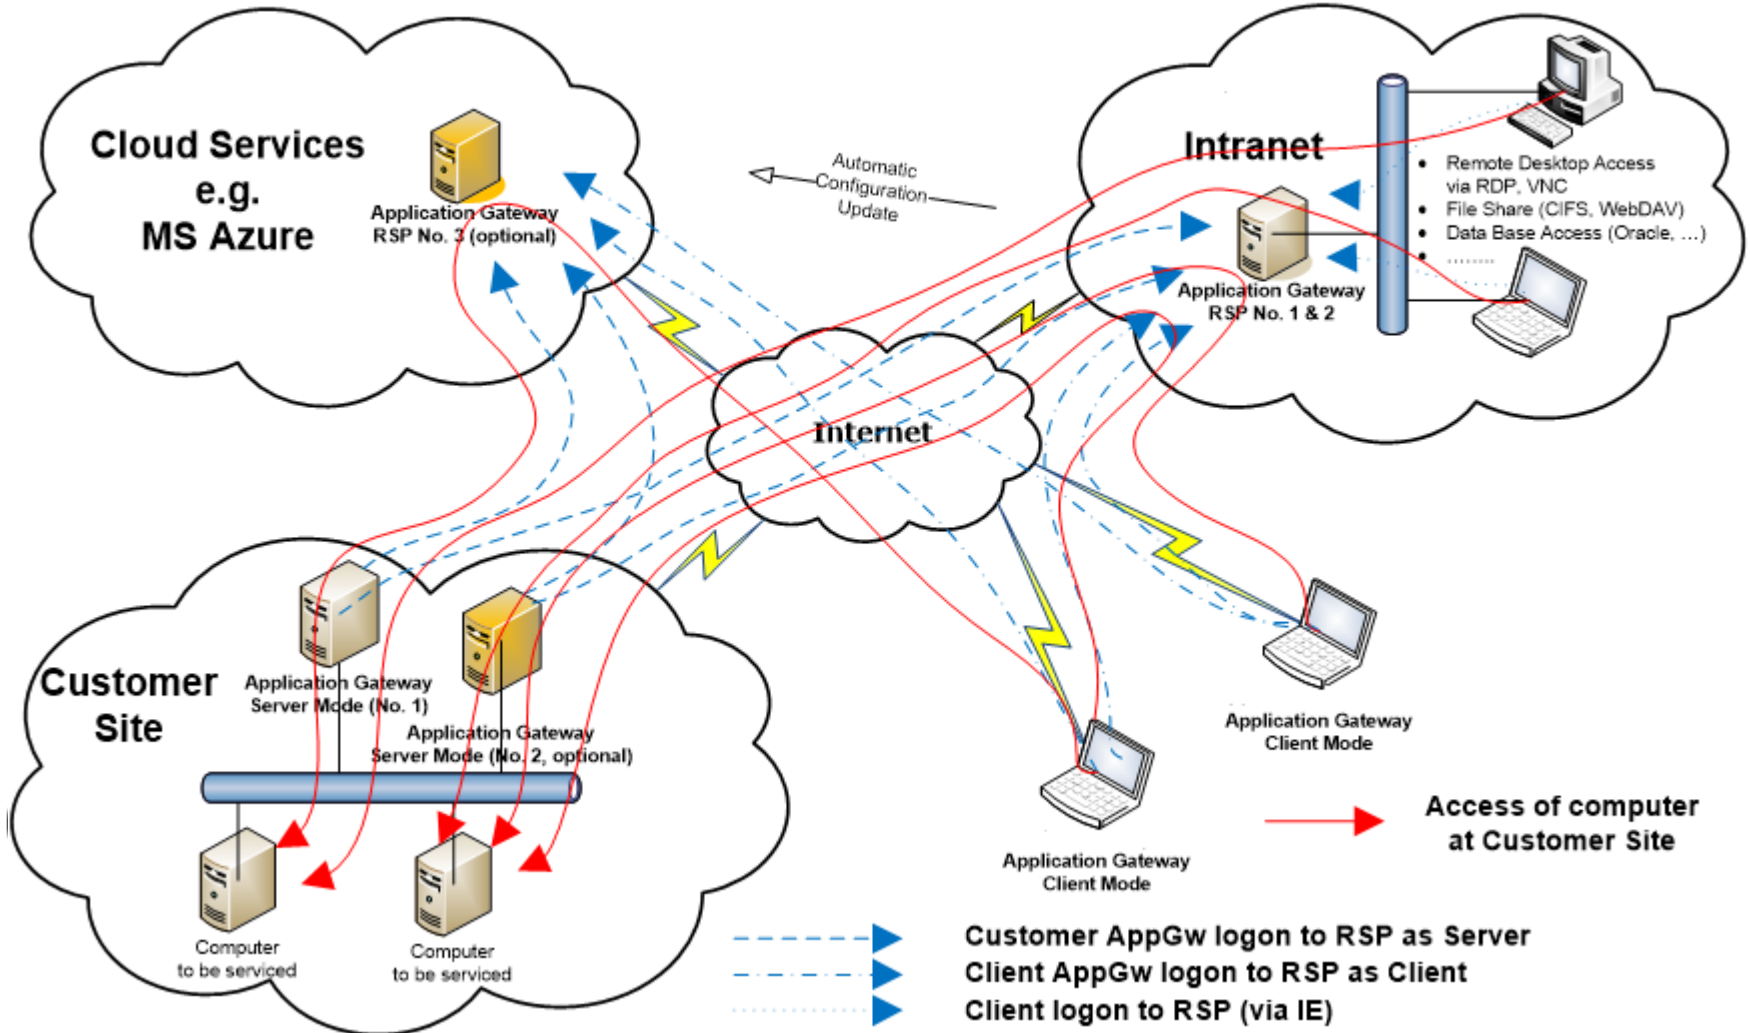 Cloud Services
e.g.
MS Azure
Application Gateway
RSP No. 3 (optional)
Automatic
Configuration
Update
Intranet
• Remote Desktop Access
via RDP, VNC
• File Share (CIFS, WebDAV)
• Data Base Access (Oracle, ...)
• ........
Application Gateway
RSP No. 1 & 2
Internet
Customer
Site
Application Gateway
Server Mode (No. 1)
Application Gateway
Server Mode (No. 2, optional)
Computer
to be serviced
Computer
to be serviced
Application Gateway
Client Mode
Application Gateway
Client Mode
Access of computer
at Customer Site
Customer AppGw logon to RSP as Server
Client AppGw logon to RSP as Client
Client logon to RSP (via IE)